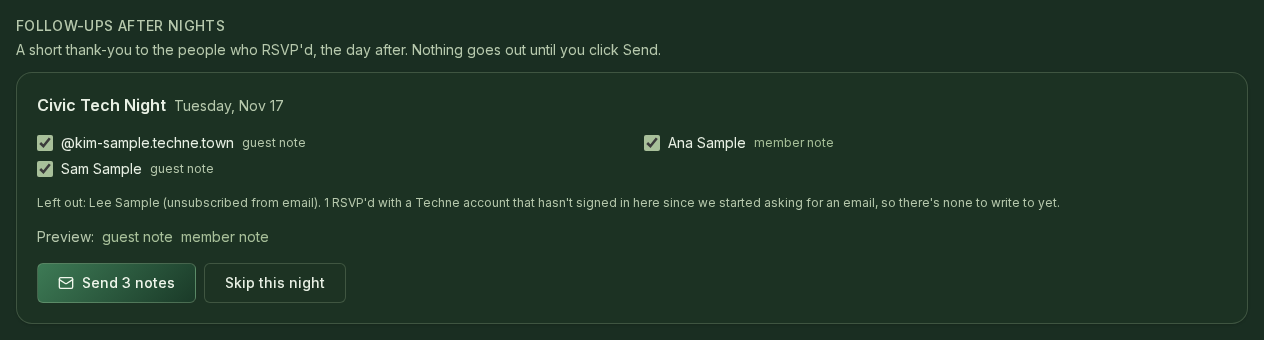 FOLLOW-UPS AFTER NIGHTS
A short thank-you to the people who RSVP'd, the day after. Nothing goes out until you click Send.
Civic Tech Night Tuesday, Nov 17
@kim-sample.techne.town guest note
Ana Sample member note
Sam Sample guest note
Left out: Lee Sample (unsubscribed from email). 1 RSVP'd with a Techne account that hasn't signed in here since we started asking for an email, so there's none to write to yet.
Preview: guest note member note
Send 3 notes
Skip this night